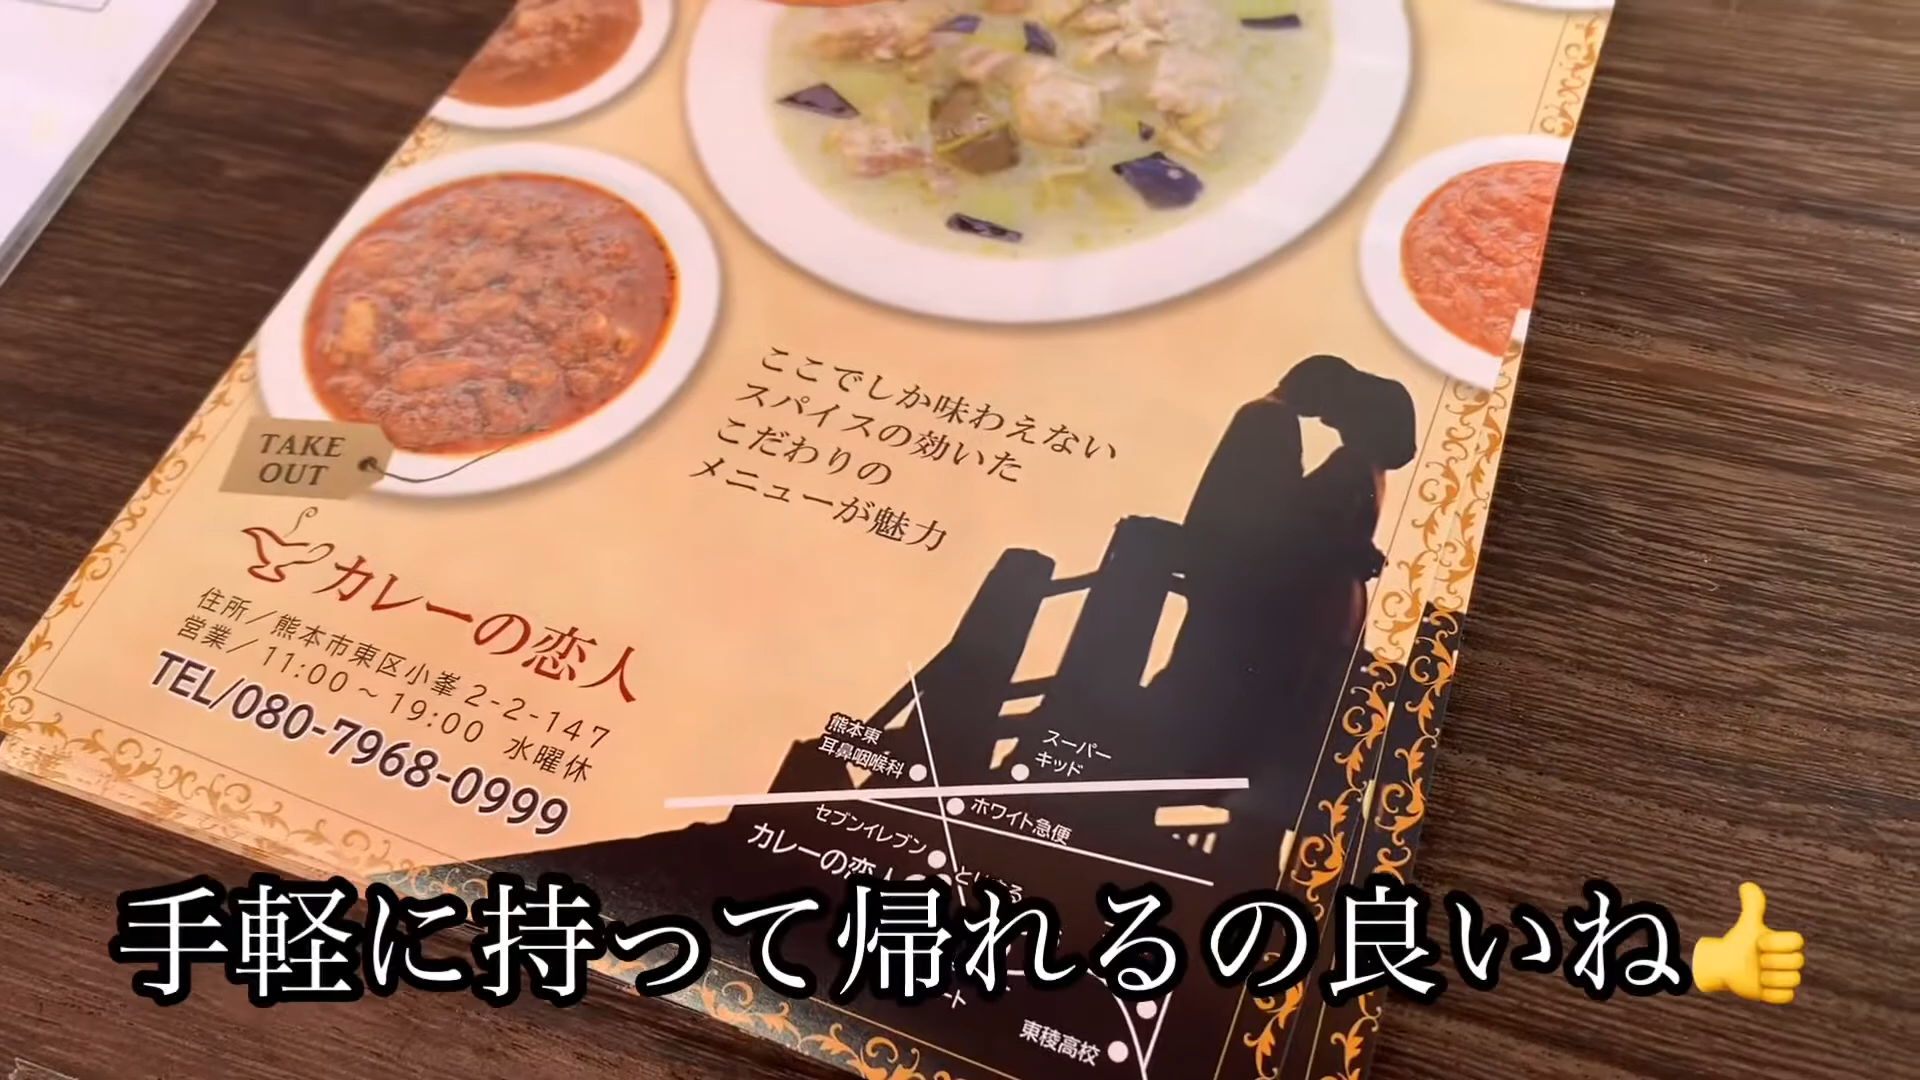 ここでしか味わえない
スパイスの効いた
こだわりの
メニューが魅力
TAKE
OUT
カレーの恋人
住所／熊本市東区小峯2-2-147
営業／11:00～19:00 水曜休
TEL/080-7968-0999
熊本東
耳鼻咽喉科
スーパー
キッド
ホワイト急便
セブンイレブン
カレーの恋人
東稜高校
手軽に持って帰れるの良いね👍